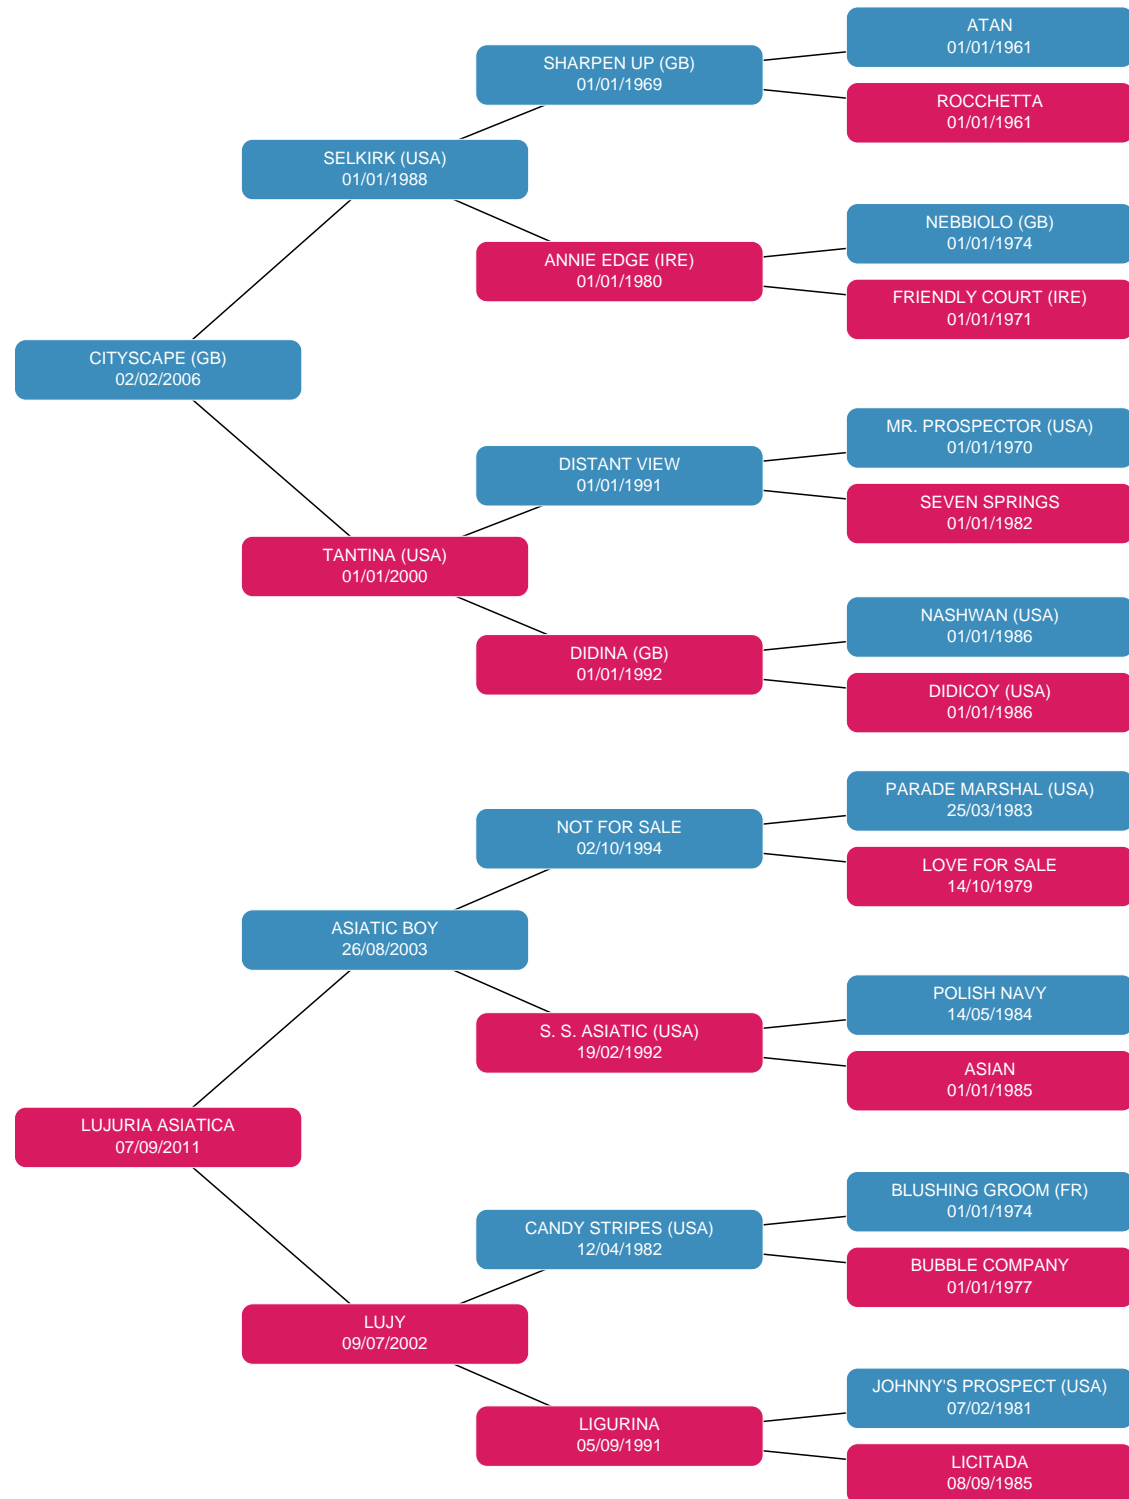 ATAN
01/01/1961
SHARPEN UP (GB)
01/01/1969
ROCCHETTA
01/01/1961
SELKIRK (USA)
01/01/1988
NEBBIOLO (GB)
01/01/1974
ANNIE EDGE (IRE)
01/01/1980
FRIENDLY COURT (IRE)
01/01/1971
CITYSCAPE (GB)
02/02/2006
MR. PROSPECTOR (USA)
01/01/1970
DISTANT VIEW
01/01/1991
SEVEN SPRINGS
01/01/1982
TANTINA (USA)
01/01/2000
NASHWAN (USA)
01/01/1986
DIDINA (GB)
01/01/1992
DIDICOY (USA)
01/01/1986
PARADE MARSHAL (USA)
25/03/1983
NOT FOR SALE
02/10/1994
LOVE FOR SALE
14/10/1979
ASIATIC BOY
26/08/2003
POLISH NAVY
14/05/1984
S. S. ASIATIC (USA)
19/02/1992
ASIAN
01/01/1985
LUJURIA ASIATICA
07/09/2011
BLUSHING GROOM (FR)
01/01/1974
CANDY STRIPES (USA)
12/04/1982
BUBBLE COMPANY
01/01/1977
LUJY
09/07/2002
JOHNNY'S PROSPECT (USA)
07/02/1981
LIGURINA
05/09/1991
LICITADA
08/09/1985